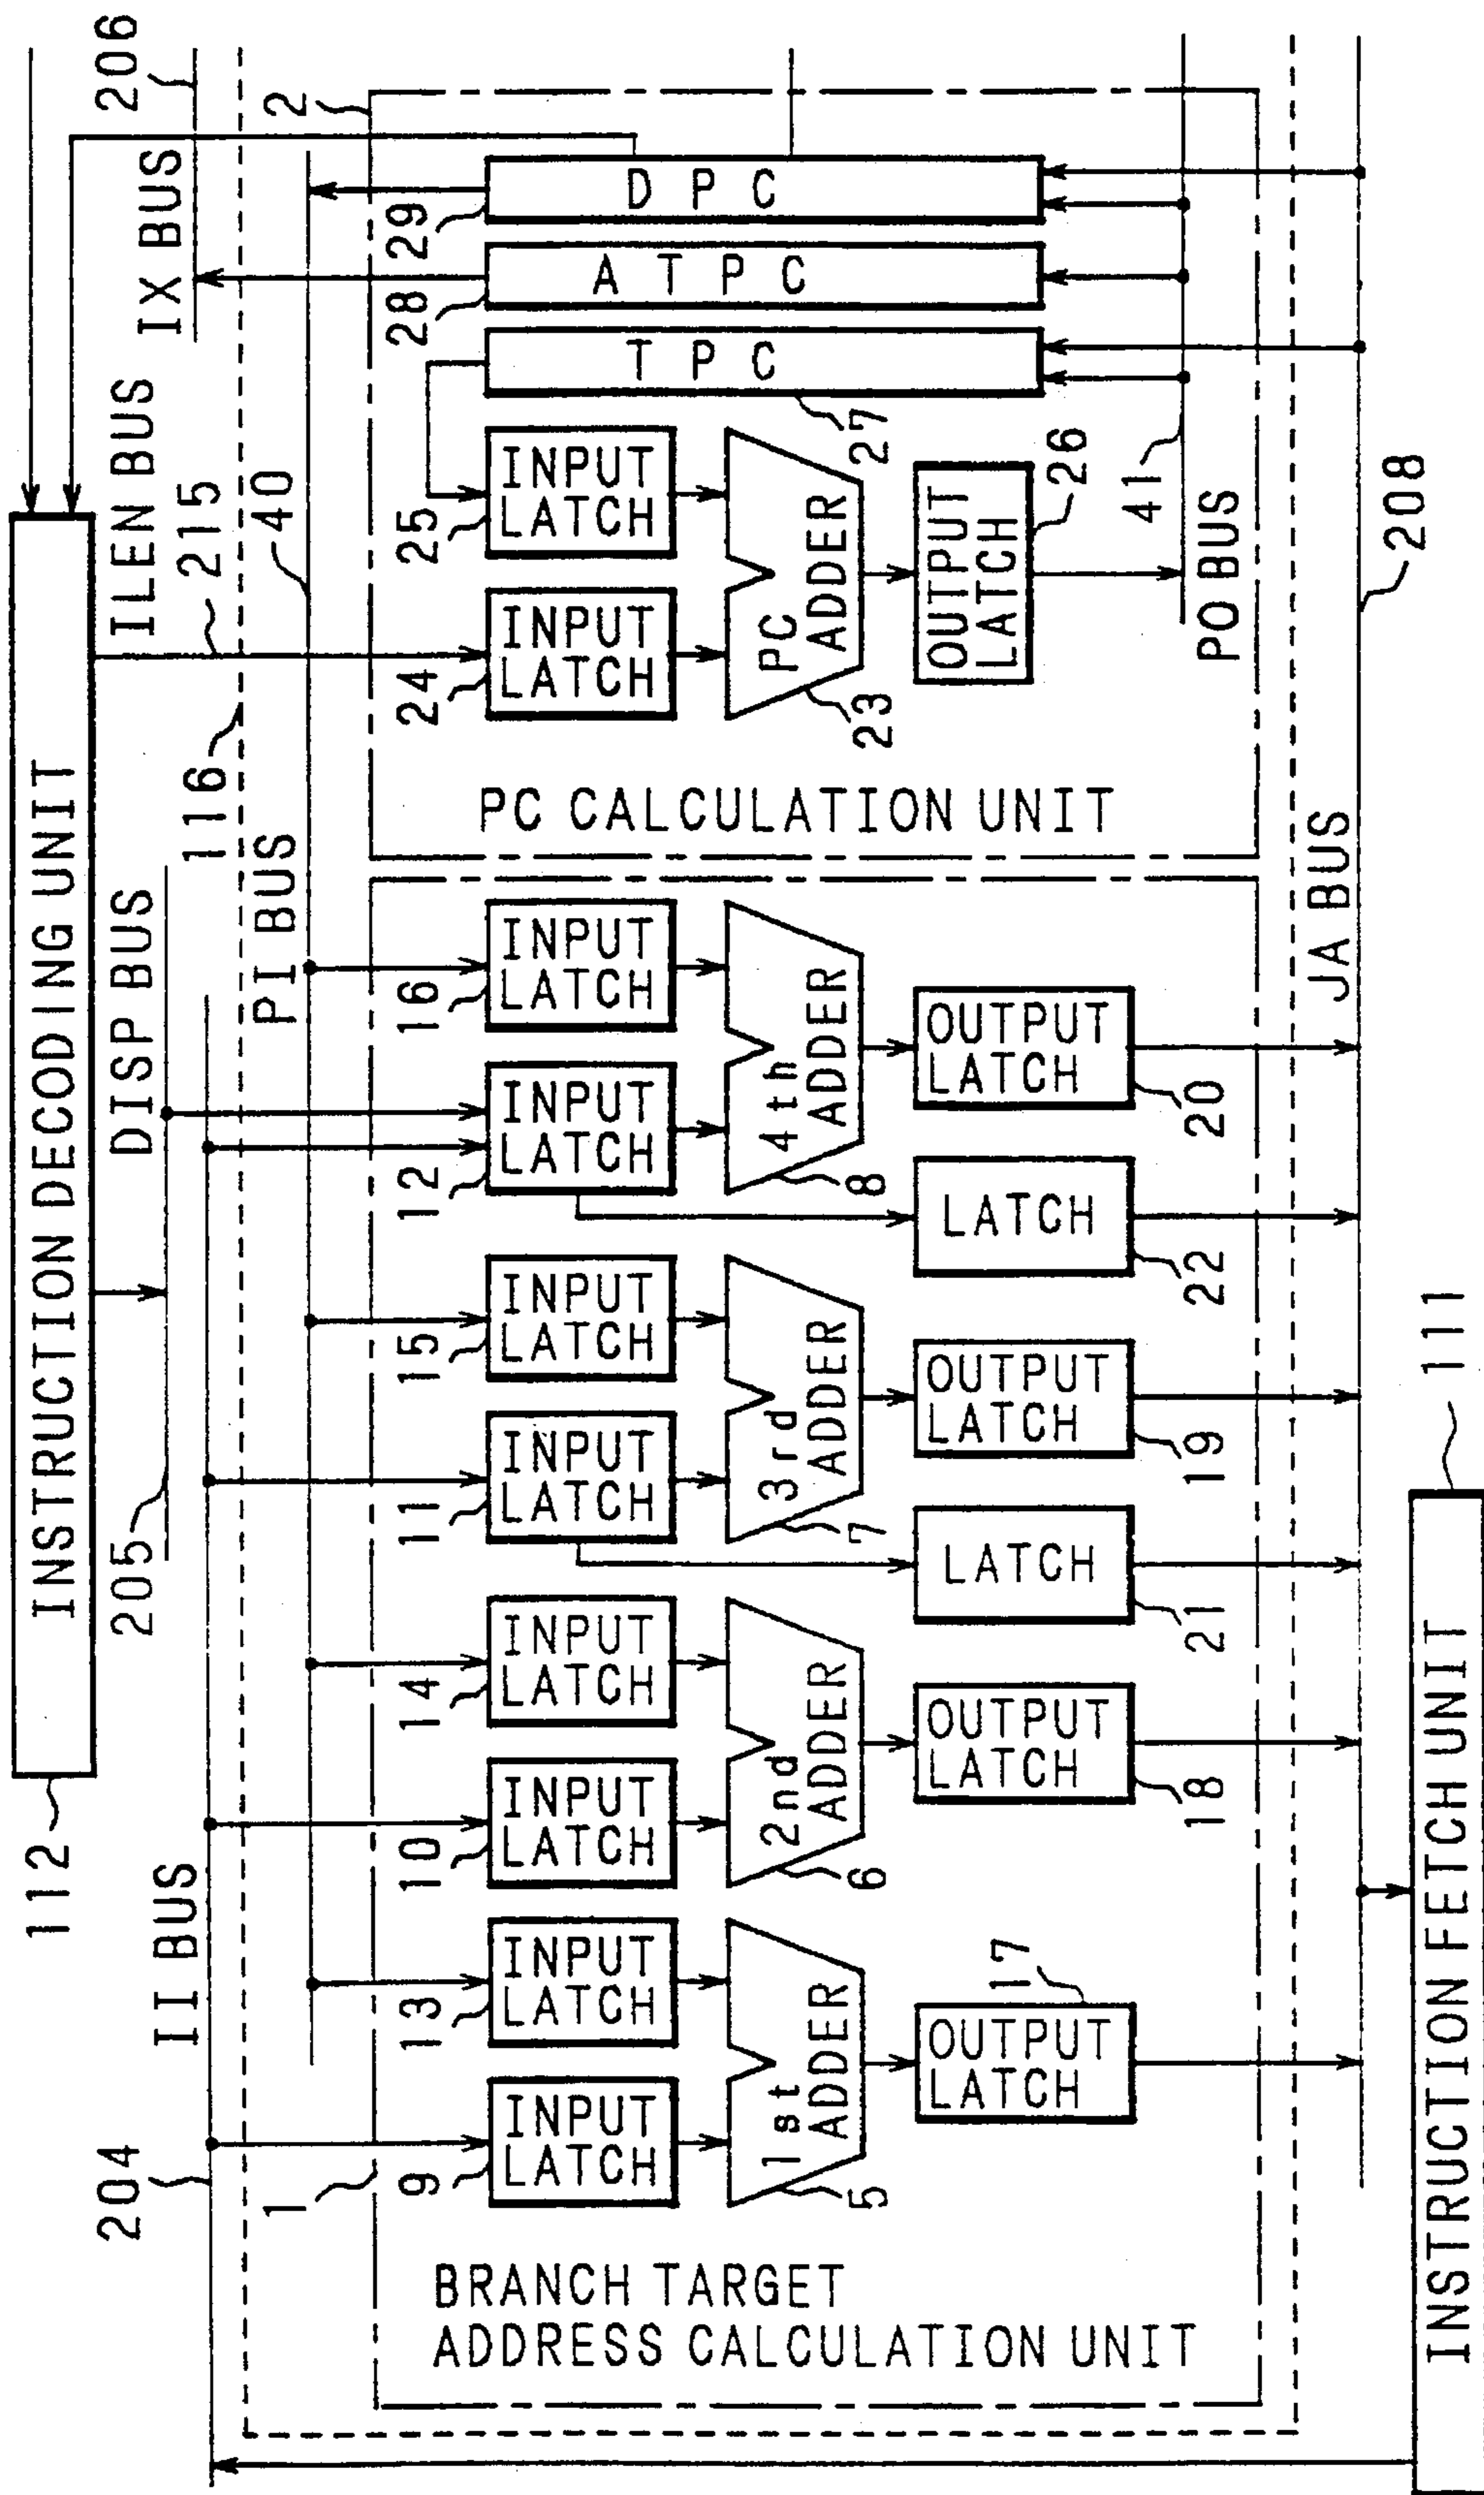 112
INSTRUCTION DECODING UNIT
204
II BUS
205
DISP BUS
ILEN BUS
215
IX BUS
206
116
PI BUS
40
1
2
9
INPUT
LATCH
13
INPUT
LATCH
10
INPUT
LATCH
14
INPUT
LATCH
11
INPUT
LATCH
15
INPUT
LATCH
12
INPUT
LATCH
16
INPUT
LATCH
24
INPUT
LATCH
25
INPUT
LATCH
28
29
TPC
ATPC
DPC
1st
ADDER
5
2nd
ADDER
6
3rd
ADDER
7
4th
ADDER
8
PC
ADDER
23
27
OUTPUT
LATCH
17
OUTPUT
LATCH
18
LATCH
21
OUTPUT
LATCH
19
LATCH
22
OUTPUT
LATCH
20
OUTPUT
LATCH
26
BRANCH TARGET
ADDRESS CALCULATION UNIT
PC CALCULATION UNIT
41
PO BUS
JA BUS
208
INSTRUCTION FETCH UNIT
111